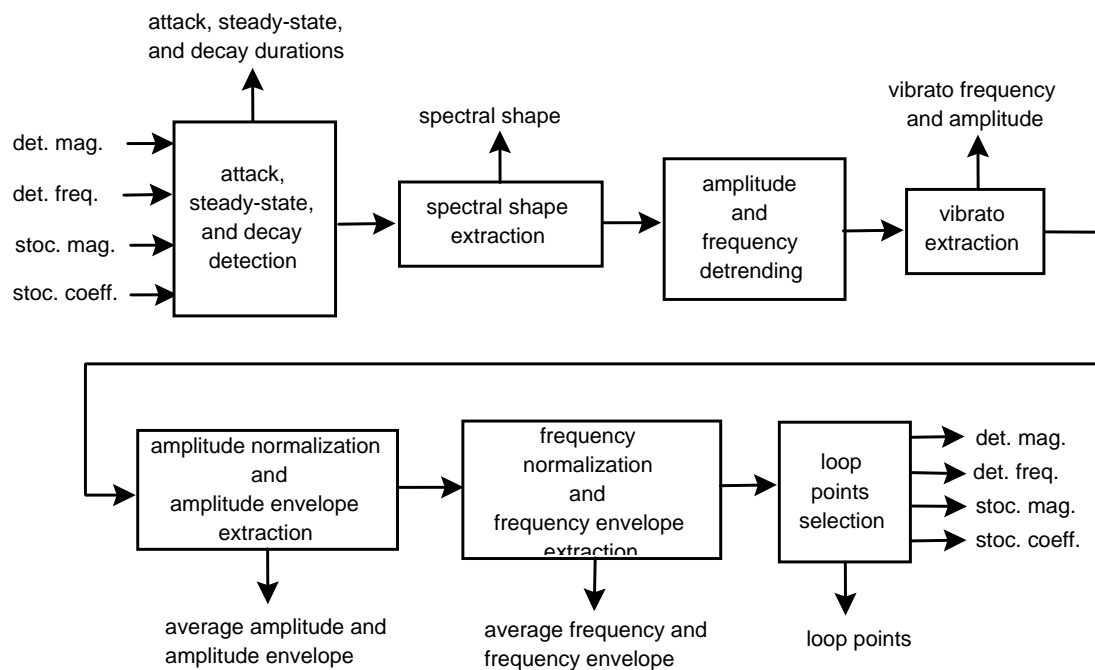 attack, steady-state,
and decay durations
det. mag.
det. freq.
stoc. mag.
stoc. coeff.
attack,
steady-state,
and decay
detection
spectral shape
spectral shape
extraction
amplitude
and
frequency
detrending
vibrato frequency
and amplitude
vibrato
extraction
amplitude normalization
and
amplitude envelope
extraction
average amplitude and
amplitude envelope
frequency
normalization
and
frequency envelope
extraction
average frequency and
frequency envelope
loop
points
selection
det. mag.
det. freq.
stoc. mag.
stoc. coeff.
loop points